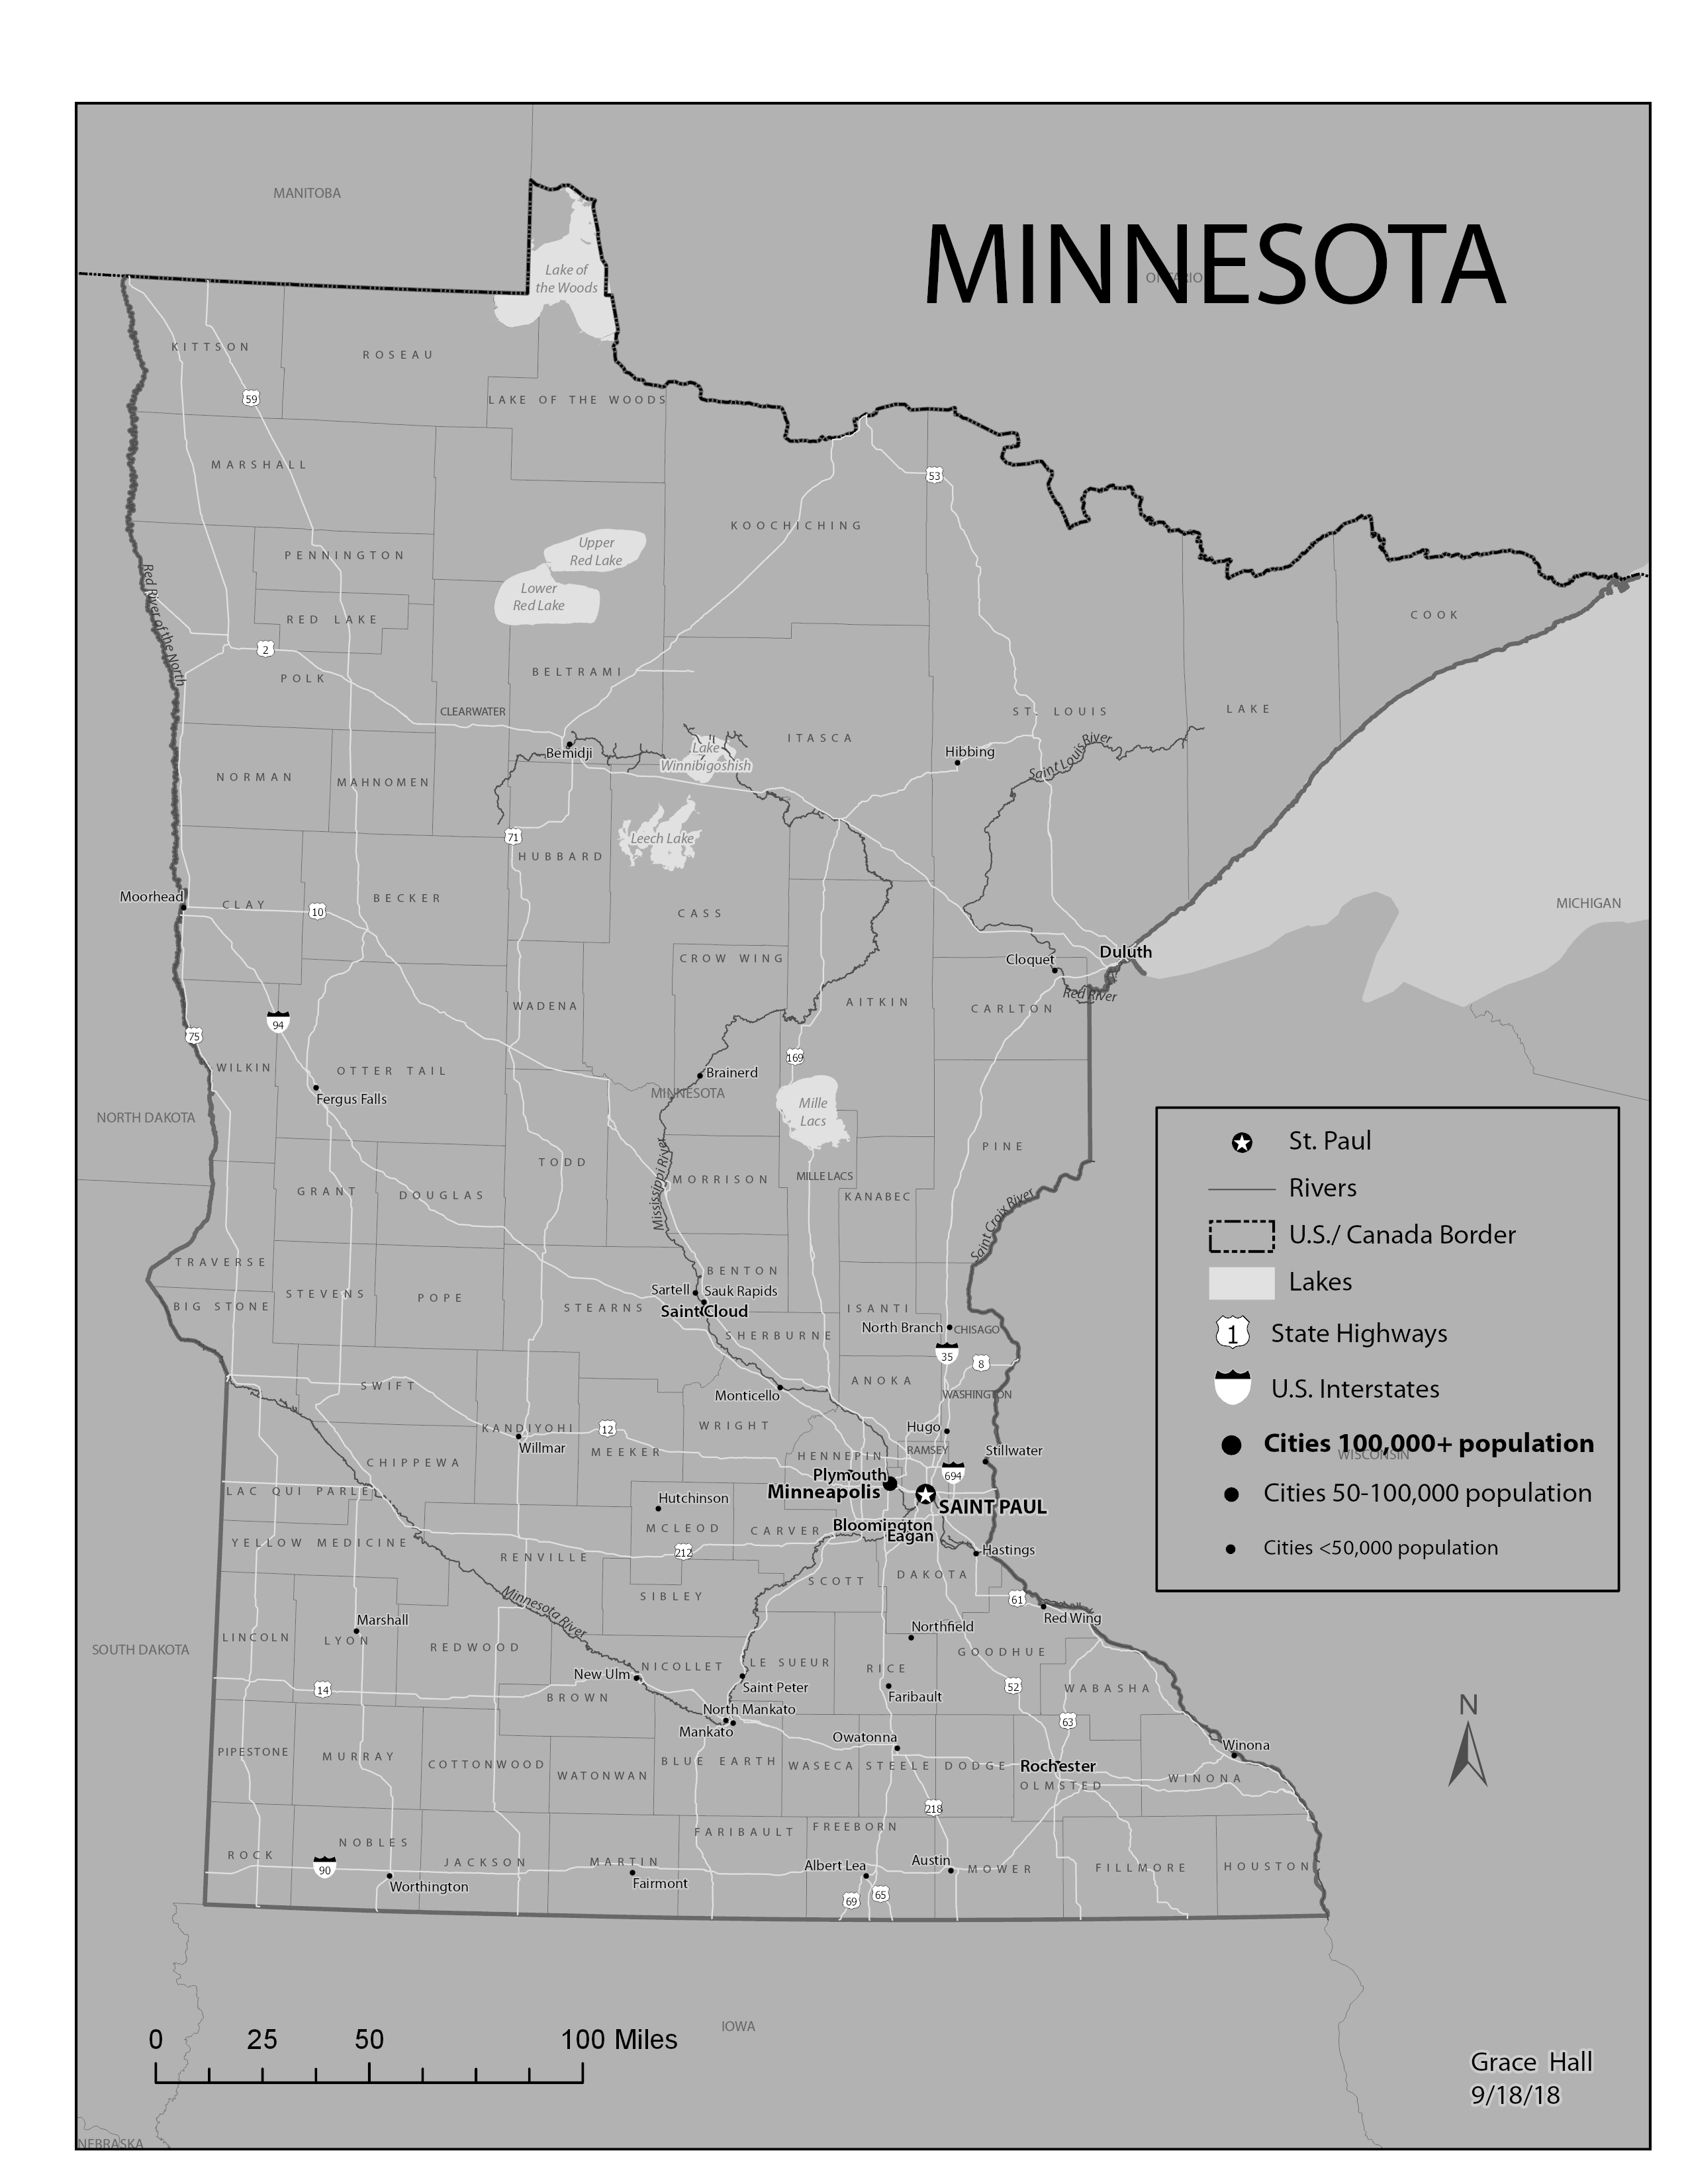 MANITOBA
MINNESOTA
ONTARIO
Lake of
the Woods
KITTSON
ROSEAU
59
LAKE OF THE WOODS
MARSHALL
53
KOOCHICHING
Upper
Red Lake
PENNINGTON
Lower
Red Lake
Red River of the North
RED LAKE
COOK
2
BELTRAMI
POLK
CLEARWATER
ST. LOUIS
LAKE
ITASCA
Saint Louis River
Bemidji
Lake
Winnibigoshish
Hibbing
NORMAN
MAHNOMEN
71
Leech Lake
HUBBARD
Moorhead
CLAY
10
BECKER
CASS
MICHIGAN
CROW WING
Cloquet
Duluth
Red River
WADENA
AITKIN
CARLTON
94
75
169
WILKIN
OTTER TAIL
Fergus Falls
Brainerd
MINNESOTA
Mille
Lacs
NORTH DAKOTA
St. Paul
PINE
TODD
Mississippi River
MORRISON
MILLE LACS
KANABEC
GRANT
DOUGLAS
Rivers
Saint Croix River
U.S./ Canada Border
TRAVERSE
BENTON
Lakes
STEVENS
POPE
BIG STONE
STEARNS
Sartell
Sauk Rapids
Saint Cloud
ISANTI
SHERBURNE
North Branch
CHISAGO
1
State Highways
35
8
SWIFT
ANOKA
WASHINGTON
U.S. Interstates
Monticello
KANDIYOHI
12
WRIGHT
Hugo
Willmar
MEEKER
HENNEPIN
RAMSEY
Stillwater
Cities 100,000+ population
WISCONSIN
CHIPPEWA
Plymouth
694
Minneapolis
LAC QUI PARLE
Hutchinson
SAINT PAUL
Cities 50-100,000 population
MCLEOD
CARVER
Bloomington
Eagan
YELLOW MEDICINE
RENVILLE
212
Hastings
Cities <50,000 population
SCOTT
DAKOTA
SIBLEY
61
Minnesota River
Marshall
Red Wing
Northfield
LINCOLN
LYON
REDWOOD
SOUTH DAKOTA
GOODHUE
NICOLLET
LE SUEUR
RICE
New Ulm
Saint Peter
14
BROWN
Faribault
52
WABASHA
North Mankato
Mankato
63
N
Owatonna
Winona
PIPESTONE
MURRAY
COTTONWOOD
WATONWAN
BLUE EARTH
WASECA
STEELE
DODGE
Rochester
OLMSTED
WINONA
218
FARIBAULT
FREEBORN
NOBLES
ROCK
90
JACKSON
MARTIN
Albert Lea
Austin
MOWER
FILLMORE
HOUSTON
Worthington
Fairmont
69
65
IOWA
0 25 50 100 Miles
Grace Hall
9/18/18
NEBRASKA